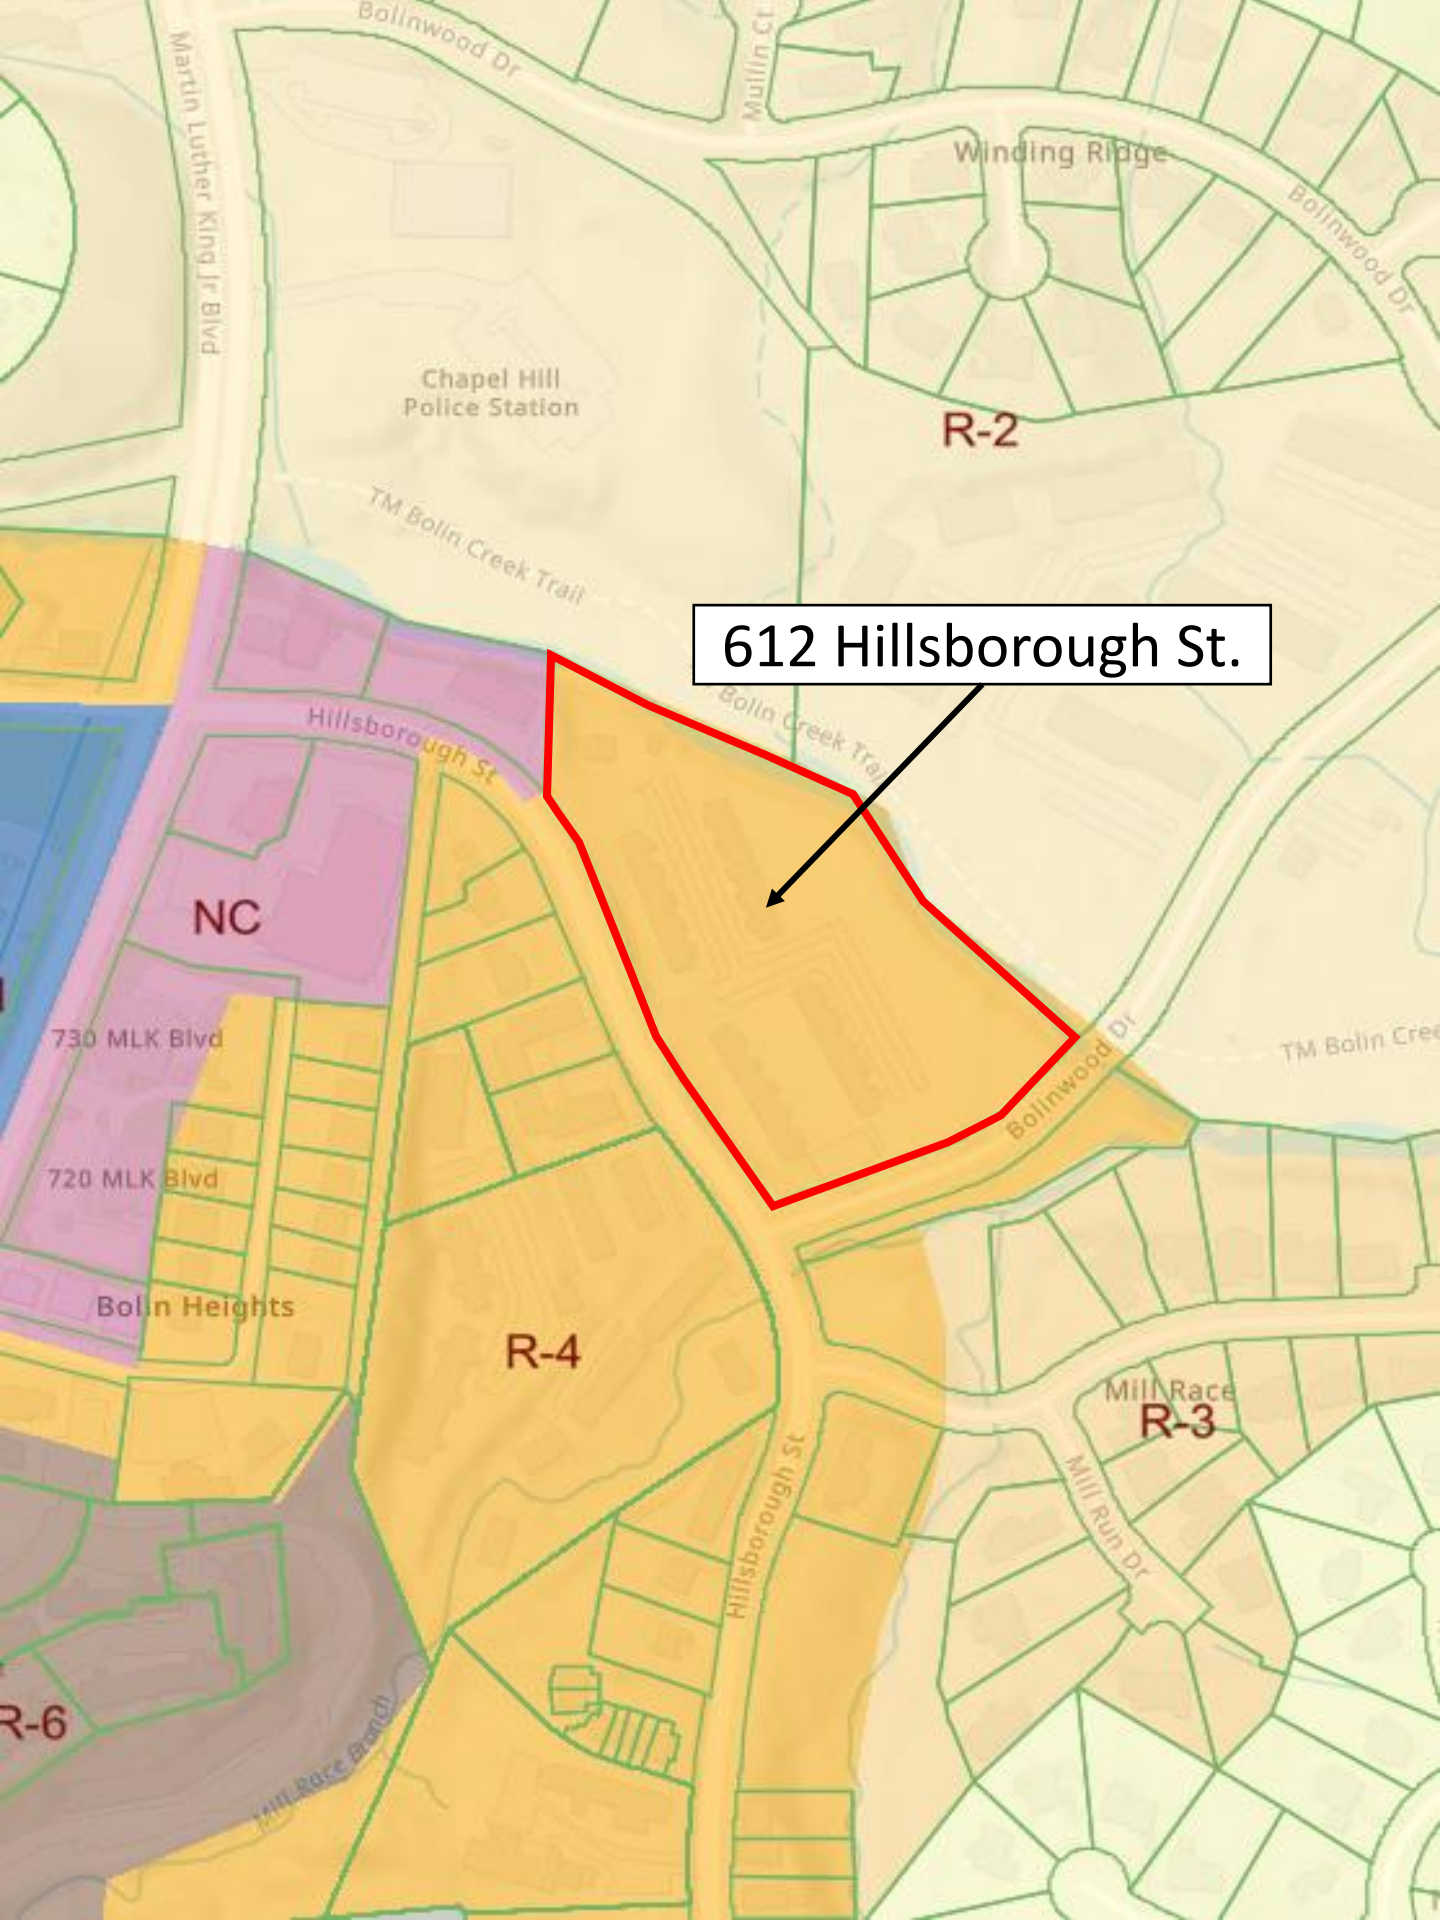 Bolinwood Dr
Mullin Ct
Martin Luther King Jr Blvd
Winding Ridge
Bolinwood Dr
Chapel Hill
Police Station
R-2
TM Bolin Creek Trail
612 Hillsborough St.
Bolin Creek Trail
Hillsborough St
NC
730 MLK Blvd
Bolinwood Dr
TM Bolin Cree
720 MLK Blvd
Bolin Heights
R-4
Mill Race
R-3
Hillsborough St
Mill Run Dr
R-6
Mill Race Branch